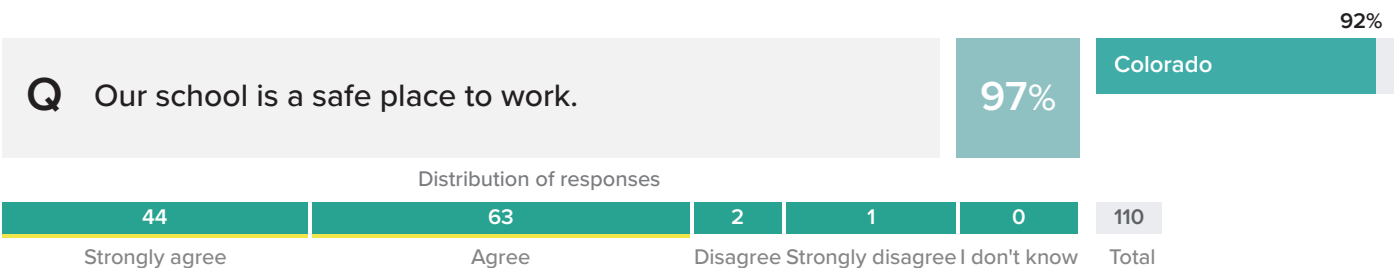 92%
Q Our school is a safe place to work.
97%
Colorado
Distribution of responses
44 63 2 1 0 110
Strongly agree Agree Disagree Strongly disagree I don't know Total